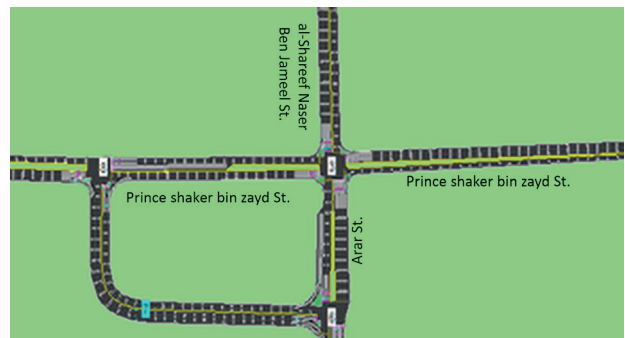 al-Shareef Naser
Ben Jameel St.
Prince shaker bin zayd St.
Prince shaker bin zayd St.
Arar St.